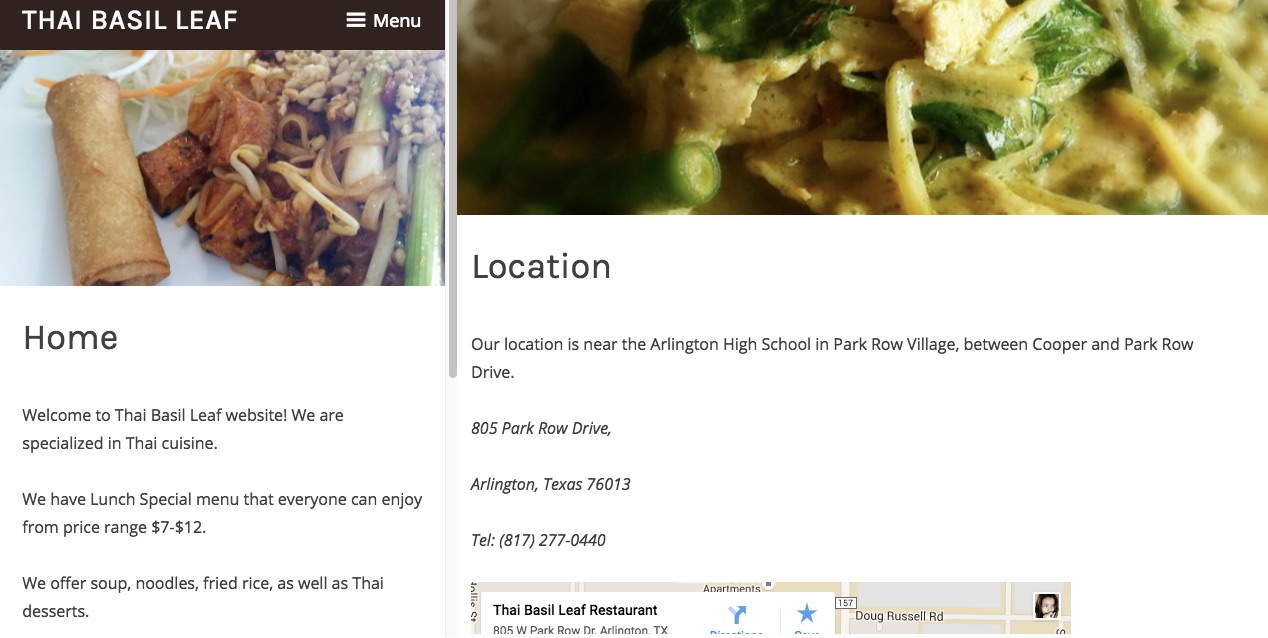 THAI BASIL LEAF
Menu
Home
Welcome to Thai Basil Leaf website! We are
specialized in Thai cuisine.
We have Lunch Special menu that everyone can enjoy
from price range $7-$12.
We offer soup, noodles, fried rice, as well as Thai
desserts.
Location
Our location is near the Arlington High School in Park Row Village, between Cooper and Park Row
Drive.
805 Park Row Drive,
Arlington, Texas 76013
Tel: (817) 277-0440
Apartments
Thai Basil Leaf Restaurant
805 W Park Row Dr, Arlington, TX
Directions
Save
157
Doug Russell Rd